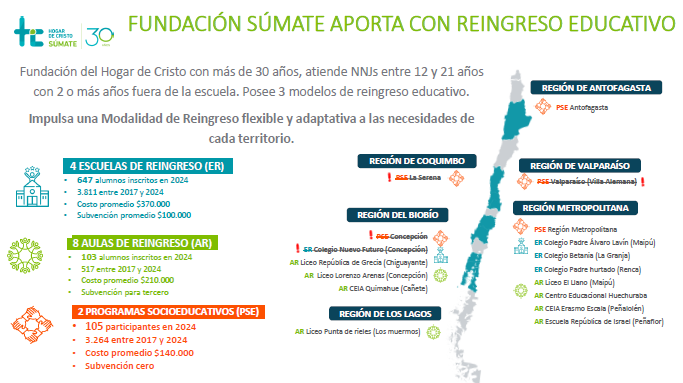 HOGAR
DE CRISTO
SÚMATE
30
FUNDACIÓN SÚMATE APORTA CON REINGRESO EDUCATIVO
Fundación del Hogar de Cristo con más de 30 años, atiende NNJs entre 12 y 21 años
con 2 o más años fuera de la escuela. Posee 3 modelos de reingreso educativo.
Impulsa una Modalidad de Reingreso flexible y adaptativa a las necesidades de
cada territorio.
4 ESCUELAS DE REINGRESO (ER)
• 647 alumnos inscritos en 2024
• 3.811 entre 2017 y 2024
• Costo promedio $370.000
• Subvención promedio $100.000
8 AULAS DE REINGRESO (AR)
• 103 alumnos inscritos en 2024
• 517 entre 2017 y 2024
• Costo promedio $210.000
• Subvención para tercero
2 PROGRAMAS SOCIOEDUCATIVOS (PSE)
• 105 participantes en 2024
• 3.264 entre 2017 y 2024
• Costo promedio $140.000
• Subvención cero
REGIÓN DE COQUIMBO
! PSE La Serena
REGIÓN DEL BIOBÍO
! PSE Concepción
! ER Colegio Nuevo Futuro (Concepción)
AR Liceo República de Grecia (Chiguayante)
AR Liceo Lorenzo Arenas (Concepción)
AR CEIA Quimahue (Cañete)
REGIÓN DE LOS LAGOS
AR Liceo Punta de rieles (Los muermos)
REGIÓN DE ANTOFAGASTA
PSE Antofagasta
REGIÓN DE VALPARAÍSO
PSE Valparaíso (Villa Alemana) !
REGIÓN METROPOLITANA
PSE Región Metropolitana
ER Colegio Padre Álvaro Lavín (Maipú)
ER Colegio Betania (La Granja)
ER Colegio Padre hurtado (Renca)
AR Liceo El Llano (Maipú)
AR Centro Educacional Huechuraba
AR CEIA Erasmo Escala (Peñalolén)
AR Escuela República de Israel (Peñaflor)